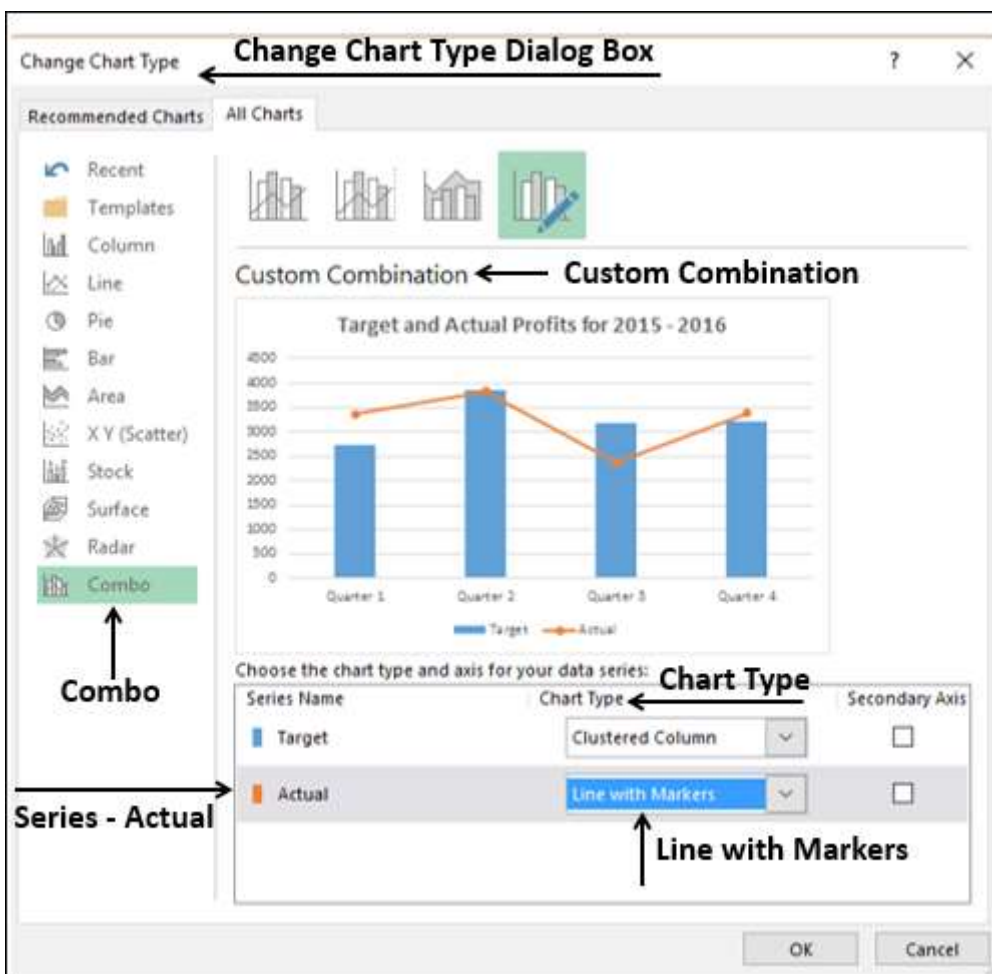 Change Chart Type Dialog Box
Change Chart Type
?
Recommended Charts
All Charts
Recent
Templates
Column
Line
Pie
Bar
Area
X Y (Scatter)
Stock
Surface
Radar
Combo
Combo
Custom Combination
Custom Combination
Target and Actual Profits for 2015 - 2016
4500
4000
3500
3000
2500
2000
1500
1000
500
0
Quarter 1 Quarter 2 Quarter 3 Quarter 4
Target Actual
Choose the chart type and axis for your data series:
Chart Type
Series Name Chart Type Secondary Axis
Target Clustered Column
Actual Line with Markers
Series - Actual
Line with Markers
OK Cancel